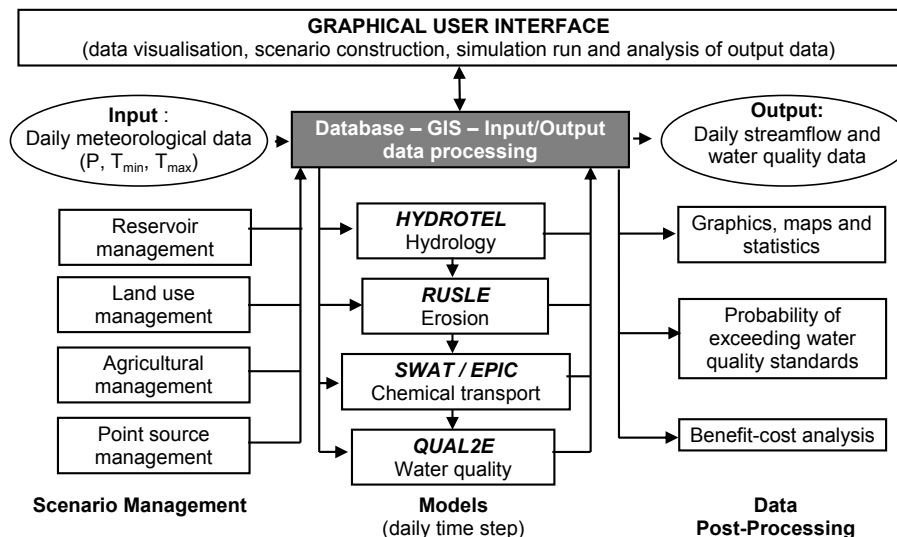 GRAPHICAL USER INTERFACE
(data visualisation, scenario construction, simulation run and analysis of output data)
Input :
Daily meteorological data
(P, Tmin, Tmax)
Database – GIS – Input/Output
data processing
Output:
Daily streamflow and
water quality data
Reservoir
management
Land use
management
Agricultural
management
Point source
management
Scenario Management
HYDROTEL
Hydrology
RUSLE
Erosion
SWAT / EPIC
Chemical transport
QUAL2E
Water quality
Models
(daily time step)
Graphics, maps and
statistics
Probability of
exceeding water
quality standards
Benefit-cost analysis
Data
Post-Processing